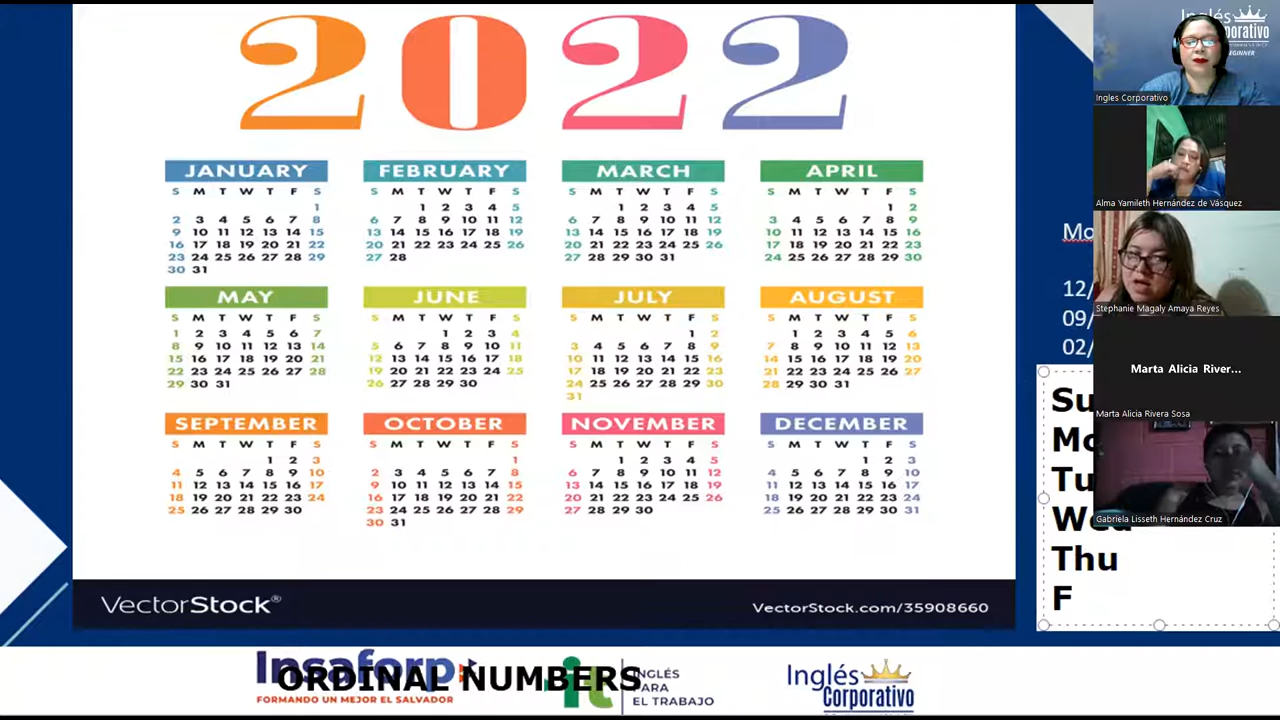 2022
JANUARY FEBRUARY MARCH APRIL
S M T W T F S S M T W T F S S M T W T F S S M T W T F S
1 1 2 3 4 5 1 2 3 4 5 1 2
2 3 4 5 6 7 8 6 7 8 9 10 11 12 6 7 8 9 10 11 12 3 4 5 6 7 8 9
9 10 11 12 13 14 15 13 14 15 16 17 18 19 13 14 15 16 17 18 19 10 11 12 13 14 15 16
16 17 18 19 20 21 22 20 21 22 23 24 25 26 20 21 22 23 24 25 26 17 18 19 20 21 22 23
23 24 25 26 27 28 29 27 28 27 28 29 30 31 24 25 26 27 28 29 30
30 31
MAY JUNE JULY AUGUST
S M T W T F S S M T W T F S S M T W T F S S M T W T F S
1 2 3 4 5 6 7 1 2 3 4 1 2 1 2 3 4 5 6
8 9 10 11 12 13 14 5 6 7 8 9 10 11 3 4 5 6 7 8 9 7 8 9 10 11 12 13
15 16 17 18 19 20 21 12 13 14 15 16 17 18 10 11 12 13 14 15 16 14 15 16 17 18 19 20
22 23 24 25 26 27 28 19 20 21 22 23 24 25 17 18 19 20 21 22 23 21 22 23 24 25 26 27
29 30 31 26 27 28 29 30 24 25 26 27 28 29 30 28 29 30 31
31
SEPTEMBER OCTOBER NOVEMBER DECEMBER
S M T W T F S S M T W T F S S M T W T F S S M T W T F S
1 2 3 1 1 2 3 4 5 1 2 3
4 5 6 7 8 9 10 2 3 4 5 6 7 8 6 7 8 9 10 11 12 4 5 6 7 8 9 10
11 12 13 14 15 16 17 9 10 11 12 13 14 15 13 14 15 16 17 18 19 11 12 13 14 15 16 17
18 19 20 21 22 23 24 16 17 18 19 20 21 22 20 21 22 23 24 25 26 18 19 20 21 22 23 24
25 26 27 28 29 30 23 24 25 26 27 28 29 27 28 29 30 25 26 27 28 29 30 31
30 31
VectorStock® VectorStock.com/35908660
Insaforp
FORMANDO UN MEJOR EL SALVADOR
ORDINAL NUMBERS
INGLÉS
PARA
EL TRABAJO
Inglés
Corporativo
Mo
12/
09/
02/
Su
Mo
Tu
Wed
Thu
F
Inglés
BEGINNER
Ingles Corporativo
Alma Yamileth Hernández de Vásquez
Stephanie Magaly Amaya Reyes
Marta Alicia River...
Marta Alicia Rivera Sosa
Gabriela Lisseth Hernández Cruz